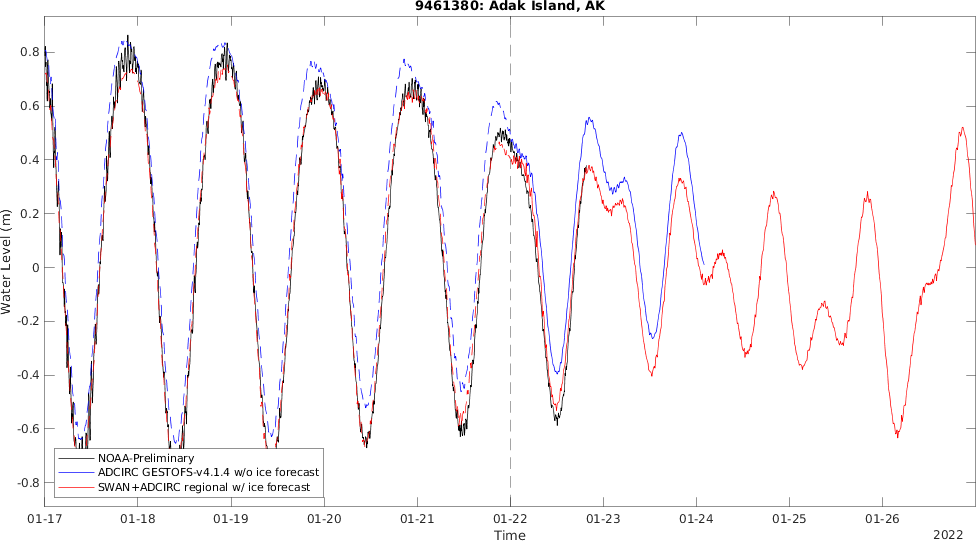 9461380: Adak Island, AK
Water Level (m)
0.8
0.6
0.4
0.2
0
-0.2
-0.4
-0.6
-0.8
NOAA-Preliminary
ADCIRC GESTOFS-v4.1.4 w/o ice forecast
SWAN+ADCIRC regional w/ ice forecast
01-17 01-18 01-19 01-20 01-21 01-22 01-23 01-24 01-25 01-26
Time
2022